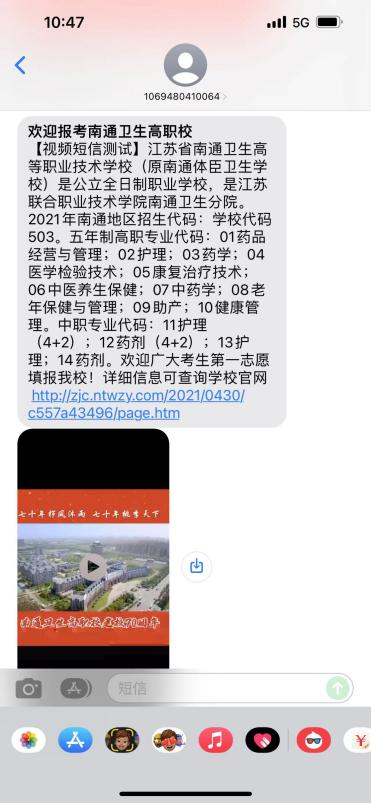 10:47
5G
1069480410064
欢迎报考南通卫生高职校
【视频短信测试】江苏省南通卫生高
等职业技术学校（原南通体臣卫生学
校）是公立全日制职业学校，是江苏
联合职业技术学院南通卫生分院。
2021年南通地区招生代码：学校代码
503。五年制高职专业代码：01药品
经营与管理；02护理；03药学；04
医学检验技术；05康复治疗技术；
06中医养生保健；07中药学；08老
年保健与管理；09助产；10健康管
理。中职专业代码：11护理
（4+2）；12药剂（4+2）；13护
理；14药剂。欢迎广大考生第一志愿
填报我校！详细信息可查询学校官网
http://zjc.ntwzy.com/2021/0430/
c557a43496/page.htm
七十年栉风沐雨 七十年桃李天下
南通卫生高职校建校70周年
短信